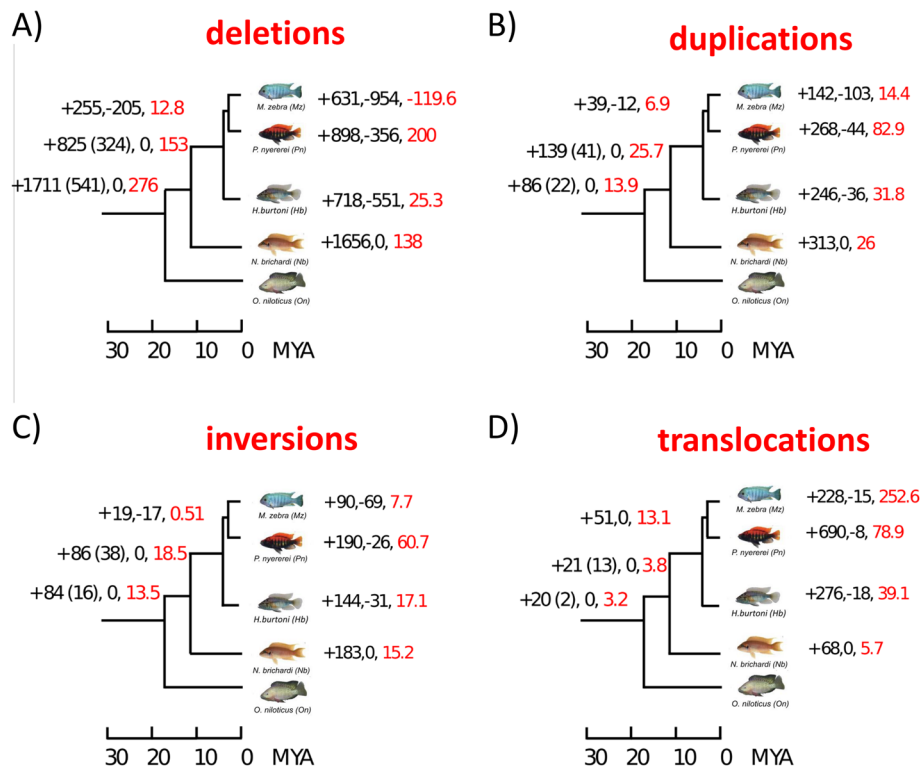 A)
deletions
+255,-205, 12.8
+825 (324), 0, 153
+1711 (541), 0, 276
M. zebra (Mz)
+631,-954, -119.6
P. nyererei (Pn)
+898,-356, 200
H.burtoni (Hb)
+718,-551, 25.3
N. brichardi (Nb)
+1656,0, 138
O. niloticus (On)
30 20 10 0 MYA
B)
duplications
+39,-12, 6.9
+139 (41), 0, 25.7
+86 (22), 0, 13.9
M. zebra (Mz)
+142,-103, 14.4
P. nyererei (Pn)
+268,-44, 82.9
H.burtoni (Hb)
+246,-36, 31.8
N. brichardi (Nb)
+313,0, 26
O. niloticus (On)
30 20 10 0 MYA
C)
inversions
+19,-17, 0.51
+86 (38), 0, 18.5
+84 (16), 0, 13.5
M. zebra (Mz)
+90,-69, 7.7
P. nyererei (Pn)
+190,-26, 60.7
H.burtoni (Hb)
+144,-31, 17.1
N. brichardi (Nb)
+183,0, 15.2
O. niloticus (On)
30 20 10 0 MYA
D)
translocations
+51,0, 13.1
+21 (13), 0, 3.8
+20 (2), 0, 3.2
M. zebra (Mz)
+228,-15, 252.6
P. nyererei (Pn)
+690,-8, 78.9
H.burtoni (Hb)
+276,-18, 39.1
N. brichardi (Nb)
+68,0, 5.7
O. niloticus (On)
30 20 10 0 MYA